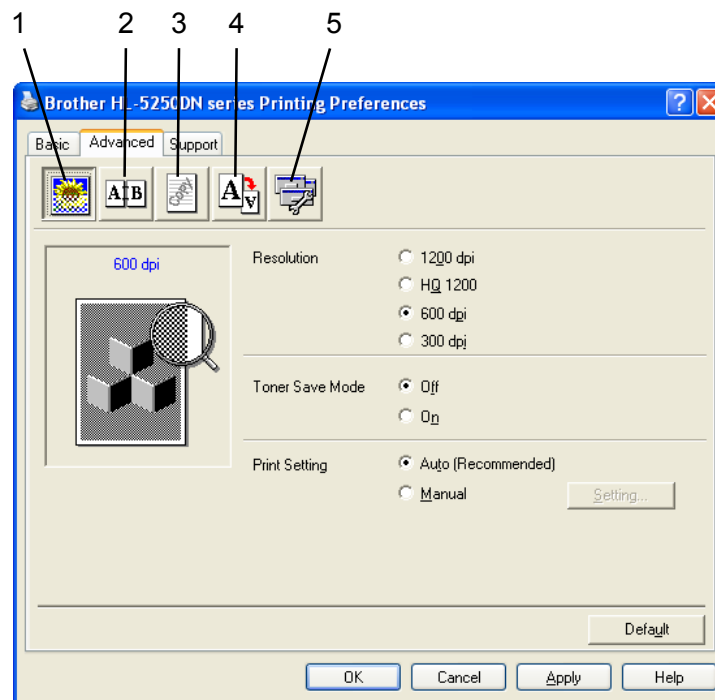 1 2 3 4 5
Brother HL-5250DN series Printing Preferences
Basic Advanced Support
A B COPY A A
600 dpi
Resolution
1200 dpi
HQ 1200
600 dpi
300 dpi
Toner Save Mode
Off
On
Print Setting
Auto (Recommended)
Manual
Setting...
Default
OK Cancel Apply Help